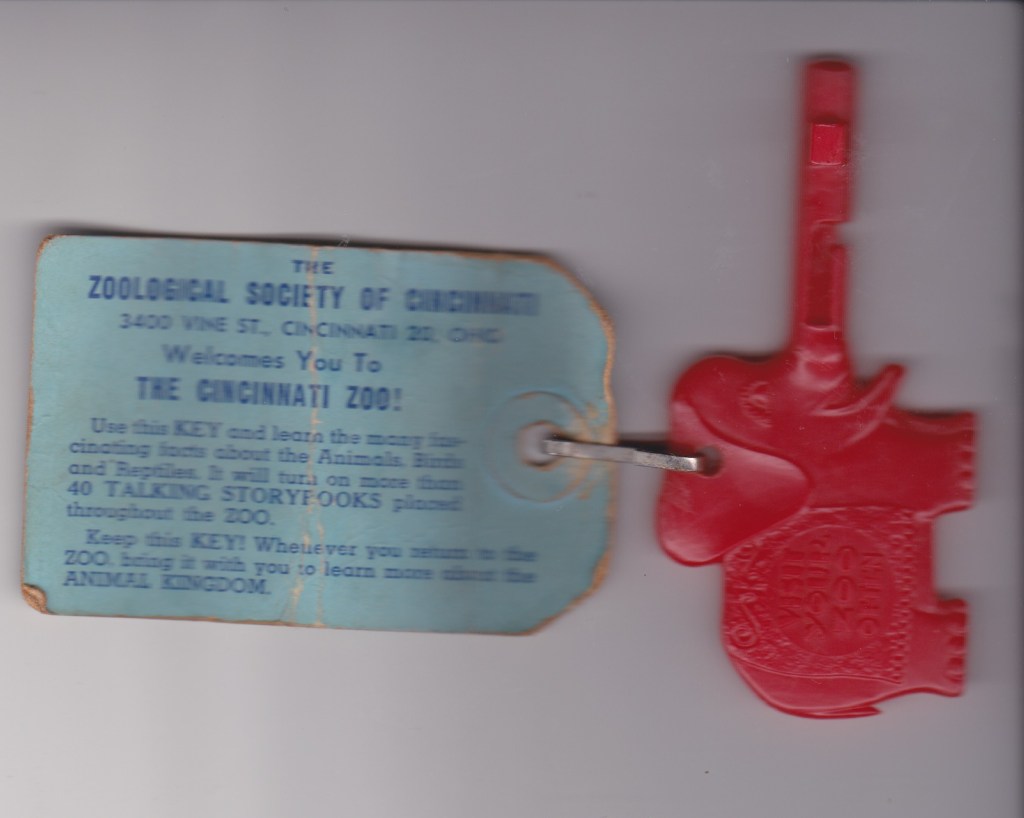 THE
ZOOLOGICAL SOCIETY OF CINCINNATI
3400 VINE ST., CINCINNATI 20, OHIO
Welcomes You To
THE CINCINNATI ZOO!
Use this KEY and learn the many fas-
cinating facts about the Animals, Birds
and Reptiles. It will turn on more than
40 TALKING STORYBOOKS placed
throughout the ZOO.
Keep this KEY! Whenever you return to the
ZOO, bring it with you to learn more about the
ANIMAL KINGDOM.
ZOO